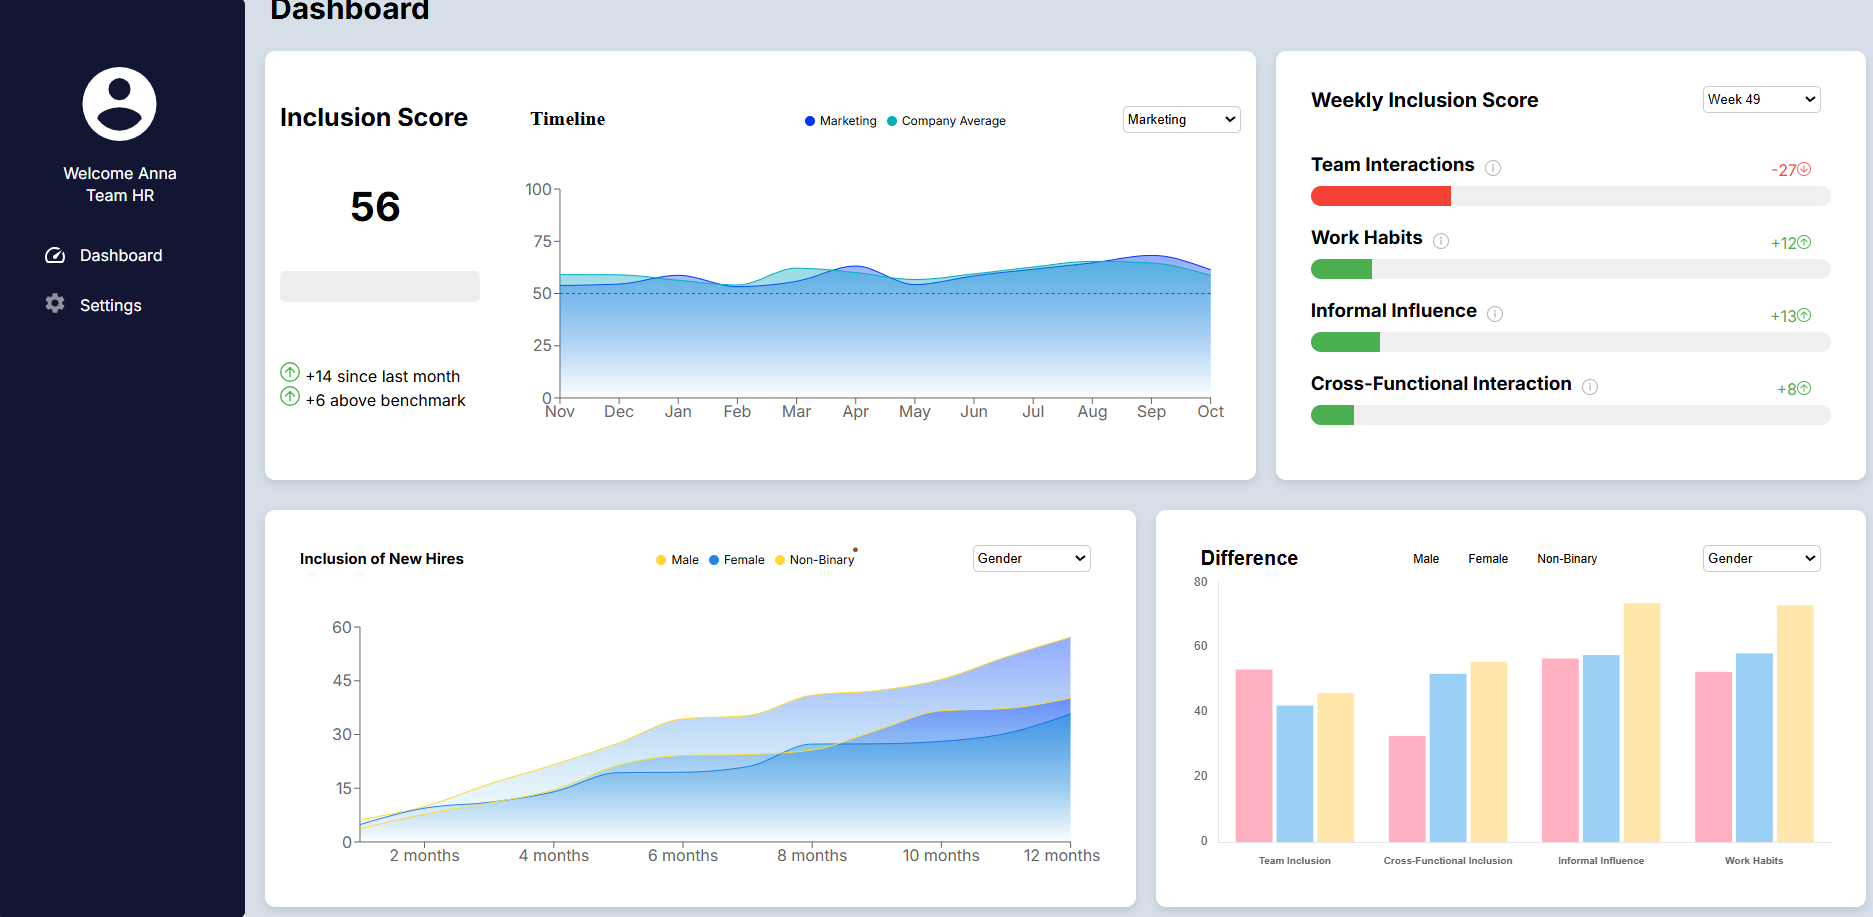 Dashboard
Welcome Anna
Team HR
Dashboard
Settings
Inclusion Score
56
+14 since last month
+6 above benchmark
Timeline
Marketing
Company Average
Marketing
100
75
50
25
0
Nov Dec Jan Feb Mar Apr May Jun Jul Aug Sep Oct
Weekly Inclusion Score
Week 49
Team Interactions
-27
Work Habits
+12
Informal Influence
+13
Cross-Functional Interaction
+8
Inclusion of New Hires
Male Female Non-Binary
Gender
60
45
30
15
0
2 months 4 months 6 months 8 months 10 months 12 months
Difference
Male Female Non-Binary
Gender
80
60
40
20
0
Team Inclusion Cross-Functional Inclusion Informal Influence Work Habits